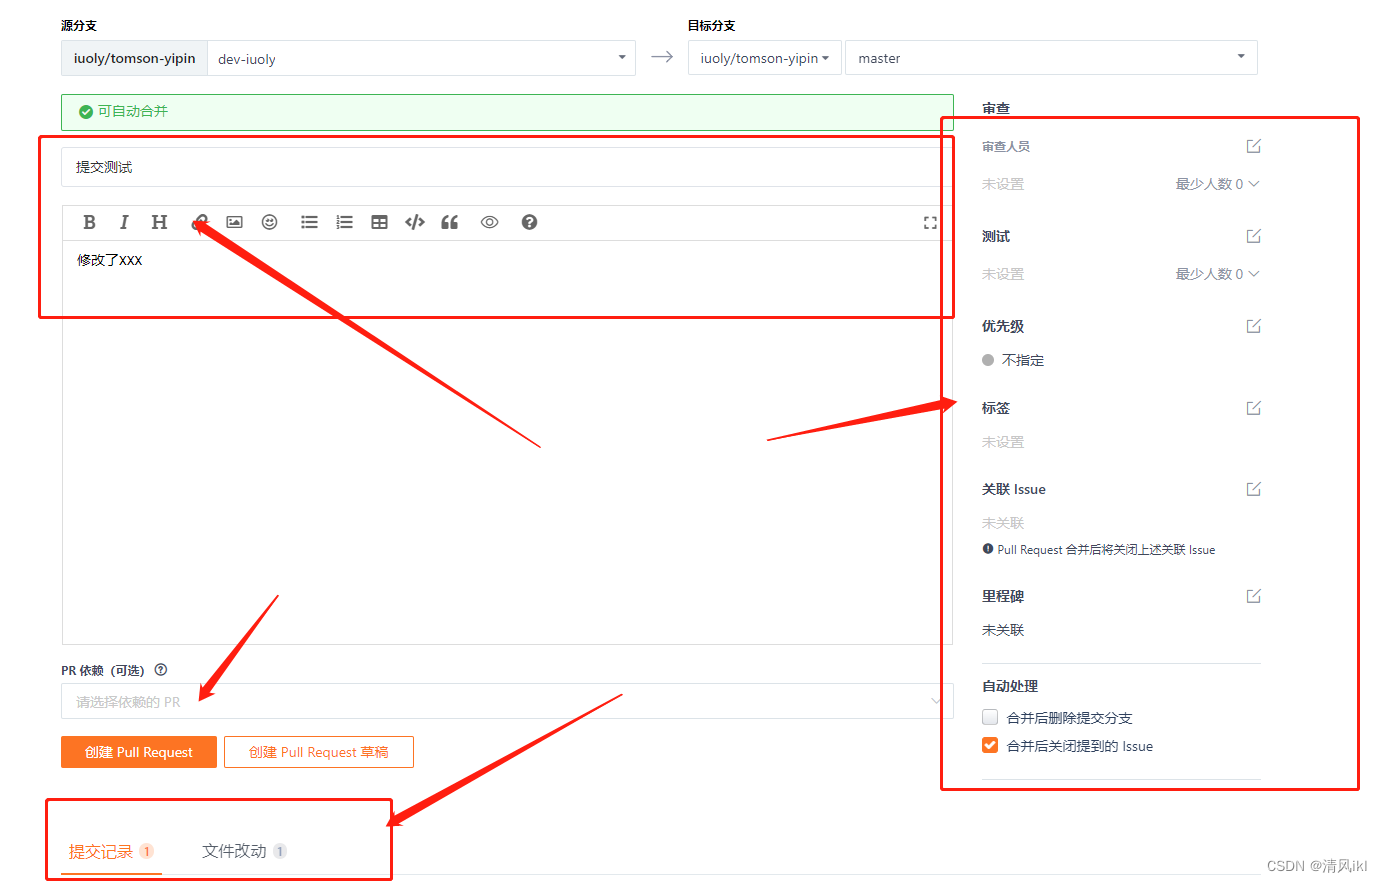 源分支
iuoly/tomson-yipin dev-iuoly
目标分支
iuoly/tomson-yipin master
可自动合并
提交测试
B I H
修改了XXX
PR 依赖（可选）
请选择依赖的 PR
创建 Pull Request 创建 Pull Request 草稿
提交记录 1 文件改动 1
审查
审查人员
未设置 最少人数 0
测试
未设置 最少人数 0
优先级
不指定
标签
未设置
关联 Issue
未关联
Pull Request 合并后将关闭上述关联 Issue
里程碑
未关联
自动处理
合并后删除提交分支
合并后关闭提到的 Issue
CSDN @清风ikl